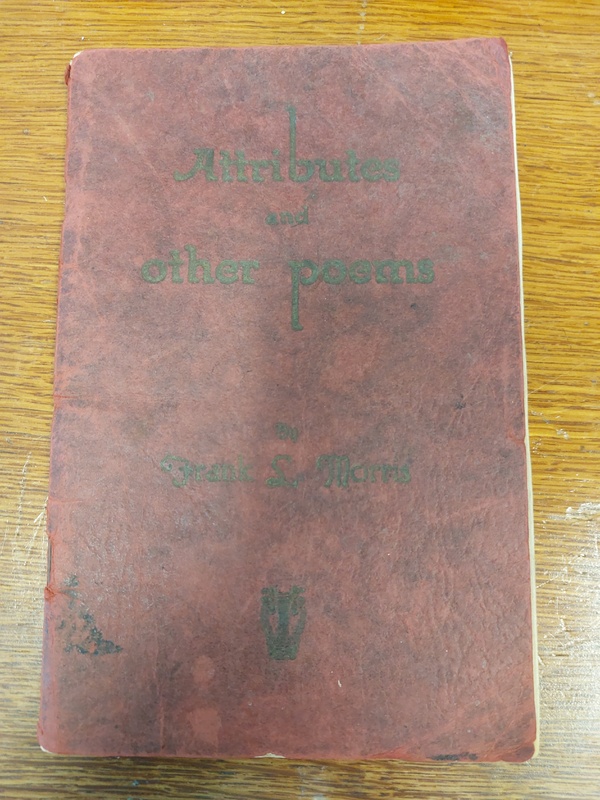 Attributes
and
other poems
By
Frank L. Morris